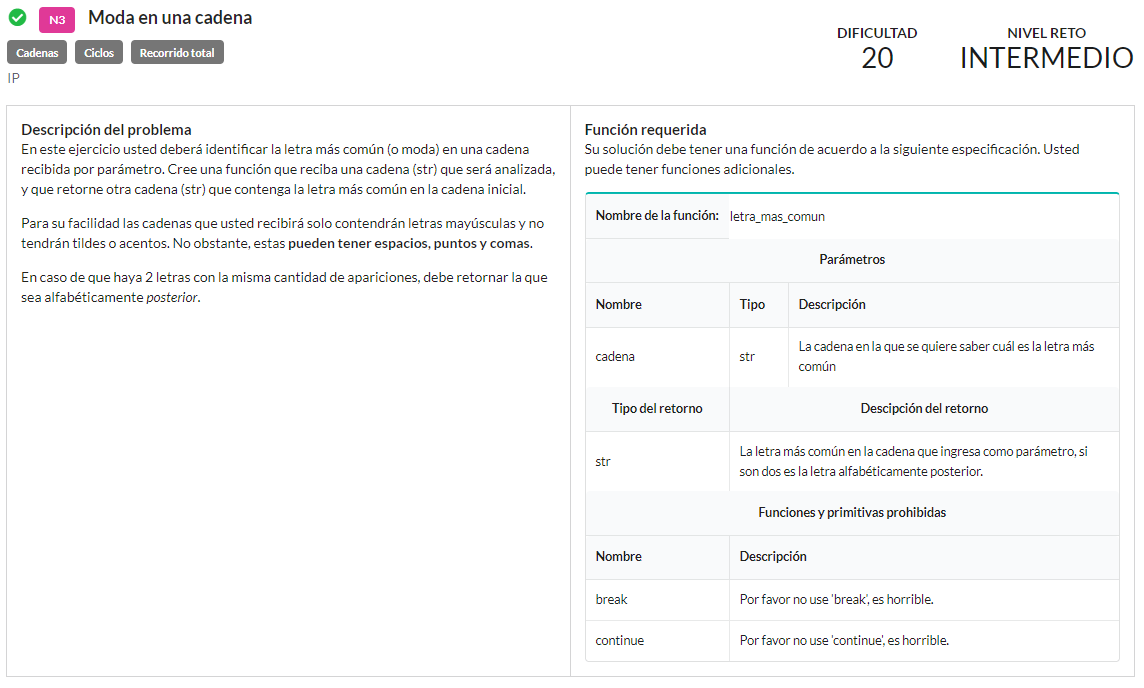 N3 Moda en una cadena
Cadenas Ciclos Recorrido total
IP
DIFICULTAD
20
NIVEL RETO
INTERMEDIO
Descripción del problema
En este ejercicio usted deberá identificar la letra más común (o moda) en una cadena
recibida por parámetro. Cree una función que reciba una cadena (str) que será analizada,
y que retorne otra cadena (str) que contenga la letra más común en la cadena inicial.
Para su facilidad las cadenas que usted recibirá solo contendrán letras mayúsculas y no
tendrán tildes o acentos. No obstante, estas pueden tener espacios, puntos y comas.
En caso de que haya 2 letras con la misma cantidad de apariciones, debe retornar la que
sea alfabéticamente posterior.
Función requerida
Su solución debe tener una función de acuerdo a la siguiente especificación. Usted
puede tener funciones adicionales.
Nombre de la función: letra_mas_comun
Parámetros
Nombre Tipo Descripción
cadena str La cadena en la que se quiere saber cuál es la letra más
común
Tipo del retorno Descipción del retorno
str La letra más común en la cadena que ingresa como parámetro, si
son dos es la letra alfabéticamente posterior.
Funciones y primitivas prohibidas
Nombre Descripción
break Por favor no use 'break', es horrible.
continue Por favor no use 'continue', es horrible.